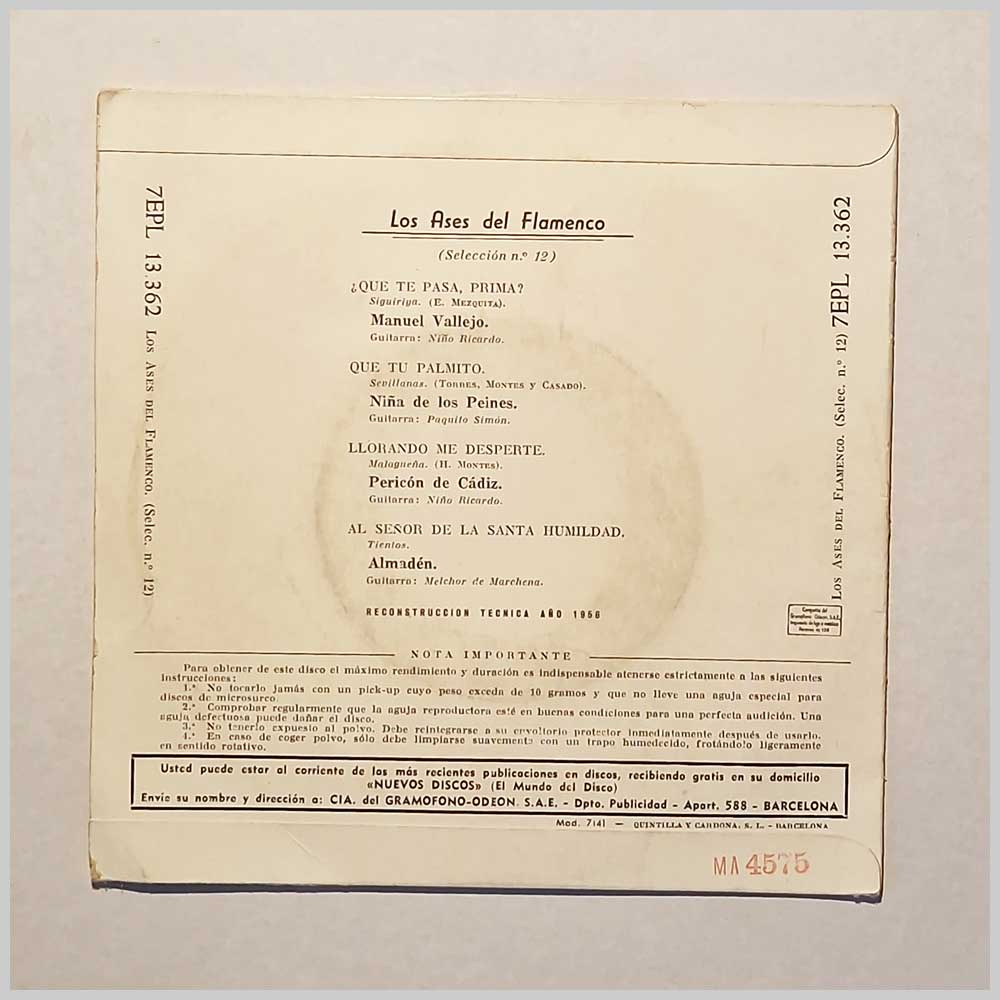 Los Ases del Flamenco
(Selección n.º 12)
¿QUE TE PASA, PRIMA?
Siguiriya. (E. MEZQUITA).
Manuel Vallejo.
Guitarra: Niño Ricardo.
QUE TU PALMITO.
Sevillanas. (TORRES, MONTES Y CASADO).
Niña de los Peines.
Guitarra: Paquito Simón.
LLORANDO ME DESPERTE.
Malagueña. (H. MONTES).
Pericón de Cádiz.
Guitarra: Niño Ricardo.
AL SEÑOR DE LA SANTA HUMILDAD.
Tientos.
Almadén.
Guitarra: Melchor de Marchena.
RECONSTRUCCION TECNICA AÑO 1956
7EPL 13.362 LOS ASES DEL FLAMENCO. (Selec. n.º 12)
LOS ASES DEL FLAMENCO. (Selec. n.º 12) 7EPL 13.362
Compañía del
Gramófono Odeón, S.A.E.
NOTA IMPORTANTE
Para obtener de este disco el máximo rendimiento y duración es indispensable atenerse estrictamente a las siguientes
instrucciones:
1.ª No tocarlo jamás con un pick-up cuyo peso exceda de 10 gramos y que no lleve una aguja especial para
discos de microsurco.
2.ª Comprobar regularmente que la aguja reproductora esté en buenas condiciones para una perfecta audición. Una
aguja defectuosa puede dañar el disco.
3.ª No tenerlo expuesto al polvo. Debe reintegrarse a su envoltorio protector inmediatamente después de usarlo.
4.ª En caso de coger polvo, sólo debe limpiarse suavemente con un trapo humedecido, frotándolo ligeramente
en sentido rotativo.
Usted puede estar al corriente de las más recientes publicaciones en discos, recibiendo gratis en su domicilio
«NUEVOS DISCOS» (El Mundo del Disco)
Envíe su nombre y dirección a: CIA. del GRAMOFONO-ODEON. S.A.E. - Dpto. Publicidad - Apart. 588 - BARCELONA
Mod. 7141 — QUINTILLA Y CARDONA, S. L. - BARCELONA
MA 4575